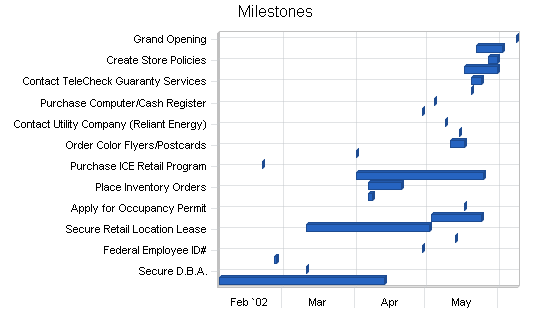 Milestones
Grand Opening
Create Store Policies
Contact TeleCheck Guaranty Services
Purchase Computer/Cash Register
Contact Utility Company (Reliant Energy)
Order Color Flyers/Postcards
Purchase ICE Retail Program
Place Inventory Orders
Apply for Occupancy Permit
Secure Retail Location Lease
Federal Employee ID#
Secure D.B.A.
Feb `02 Mar Apr May